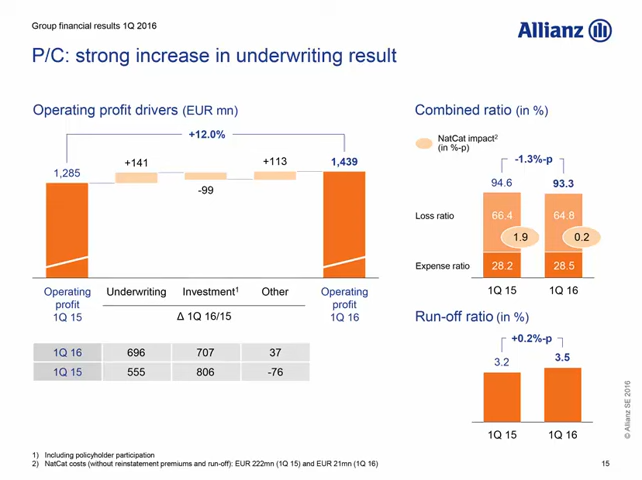 Group financial results 1Q 2016
Allianz
P/C: strong increase in underwriting result
Operating profit drivers (EUR mn)
+12.0%
1,285
+141
-99
+113
1,439
Operating profit 1Q 15
Underwriting
Investment1
Other
Operating profit 1Q 16
Δ 1Q 16/15
1Q 16 696 707 37
1Q 15 555 806 -76
Combined ratio (in %)
NatCat impact2
(in %-p)
-1.3%-p
94.6
93.3
Loss ratio
66.4
64.8
1.9
0.2
Expense ratio
28.2
28.5
1Q 15
1Q 16
Run-off ratio (in %)
+0.2%-p
3.2
3.5
1Q 15
1Q 16
© Allianz SE 2016
1) Including policyholder participation
2) NatCat costs (without reinstatement premiums and run-off): EUR 222mn (1Q 15) and EUR 21mn (1Q 16)
15